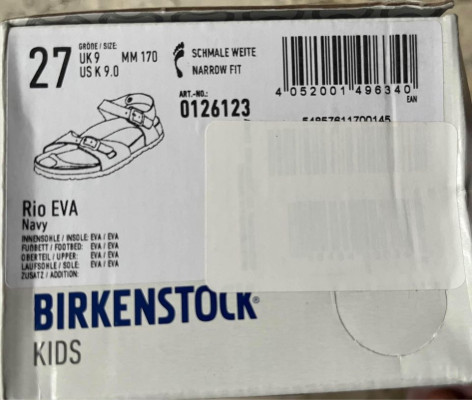 27
GRÖßE / SIZE:
UK 9 MM 170
US K 9.0
SCHMALE WEITE
NARROW FIT
4 052001 496340
EAN
ART.-NO.:
0126123
54857611700145
Rio EVA
Navy
INNENSOHLE / INSOLE: EVA / EVA
FUßBETT / FOOTBED: EVA / EVA
OBERTEIL / UPPER: EVA / EVA
LAUFSOHLE / SOLE: EVA / EVA
ZUSATZ / ADDITION:
BIRKENSTOCK®
KIDS